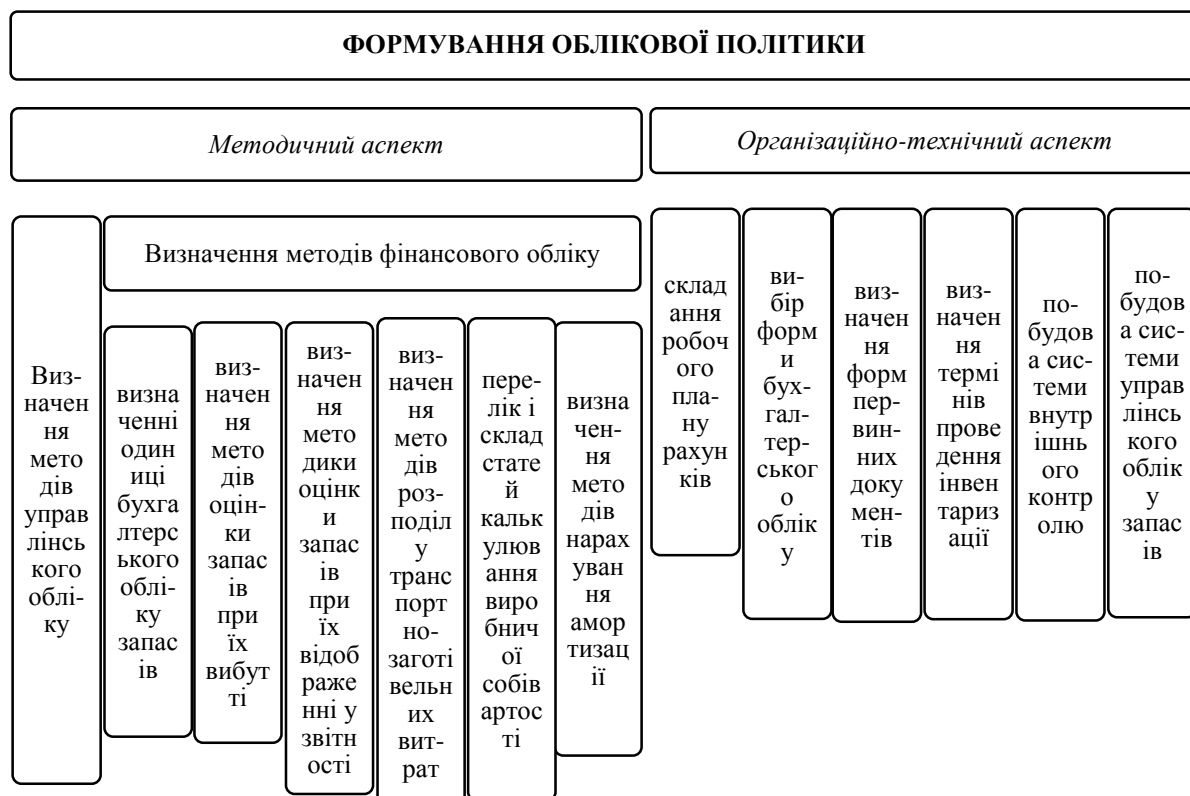 ФОРМУВАННЯ ОБЛІКОВОЇ ПОЛІТИКИ
Методичний аспект
Організаційно-технічний аспект
Виз-
начен
ня
мето
дів
управ
лінсь
кого
облі-
ку
Визначення методів фінансового обліку
визна
ченні
один
иці
бухга
лтерс
ького
облі-
ку
запас
ів
виз-
начен
ня
мето
дів
оцін-
ки
запас
ів
при
їх
вибут
ті
виз-
начен
ня
мето
дики
оцінк
и
запас
ів
при
їх
відоб
раже
нні у
звітн
ості
виз-
начен
ня
мето
дів
роз-
поділ
у
транс
порт
но-
заготі
вельн
их
вит-
рат
пере-
лік і
склад
стате
й
кальк
улюв
ання
виро
бнич
ої
собів
артос
ті
визна
чен-
ня
мето
дів
нарах
уван
ня
амор
тизац
ії
склад
ання
робоч
ого
пла-
ну
рахун
ків
ви-
бір
форм
и
бух-
гал-
тер-
ськог
о
облік
у
виз-
начен
ня
форм
пер-
вин-
них
доку
мен-
тів
виз-
начен
ня
термі
нів
прове
дення
інвен
тариз
ації
по-
будов
а сис-
теми
внутр
ішнь
ого
контр
олю
по-
будов
а сис-
теми
управ
лінсь
кого
облік
у
запас
ів